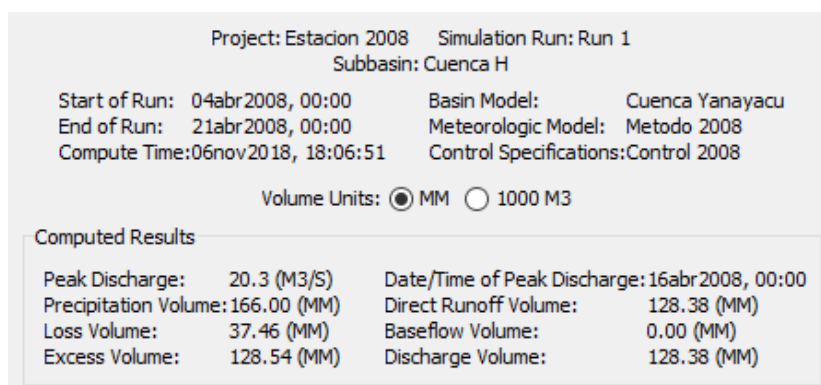 Project: Estacion 2008 Simulation Run: Run 1
Subbasin: Cuenca H
Start of Run: 04abr2008, 00:00 Basin Model: Cuenca Yanayacu
End of Run: 21abr2008, 00:00 Meteorologic Model: Metodo 2008
Compute Time:06nov2018, 18:06:51 Control Specifications:Control 2008
Volume Units: MM 1000 M3
Computed Results
Peak Discharge: 20.3 (M3/S) Date/Time of Peak Discharge:16abr2008, 00:00
Precipitation Volume:166.00 (MM) Direct Runoff Volume: 128.38 (MM)
Loss Volume: 37.46 (MM) Baseflow Volume: 0.00 (MM)
Excess Volume: 128.54 (MM) Discharge Volume: 128.38 (MM)